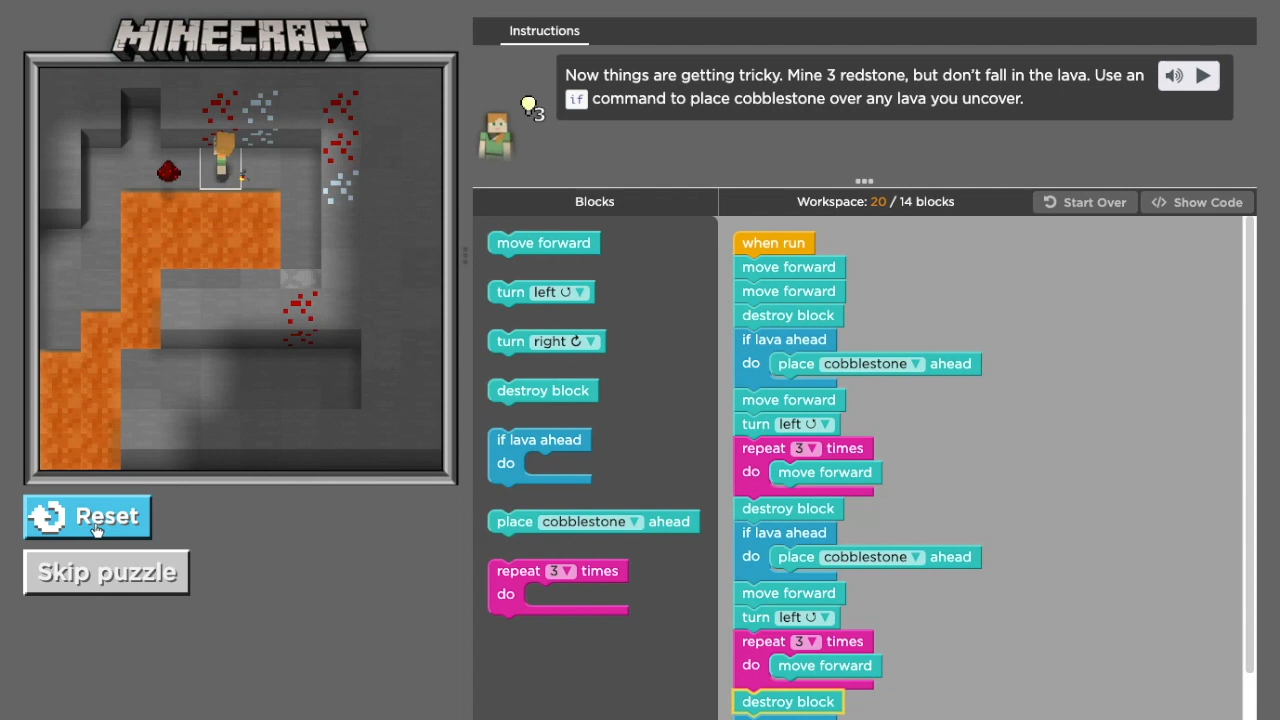 MINECRAFT
Instructions
Now things are getting tricky. Mine 3 redstone, but don't fall in the lava. Use an
if command to place cobblestone over any lava you uncover.
3
Blocks
Workspace: 20 / 14 blocks
Start Over
</> Show Code
move forward
turn left
turn right
destroy block
if lava ahead
do
place cobblestone ahead
repeat 3 times
do
when run
move forward
move forward
destroy block
if lava ahead
do place cobblestone ahead
move forward
turn left
repeat 3 times
do move forward
destroy block
if lava ahead
do place cobblestone ahead
move forward
turn left
repeat 3 times
do move forward
destroy block
Reset
Skip puzzle